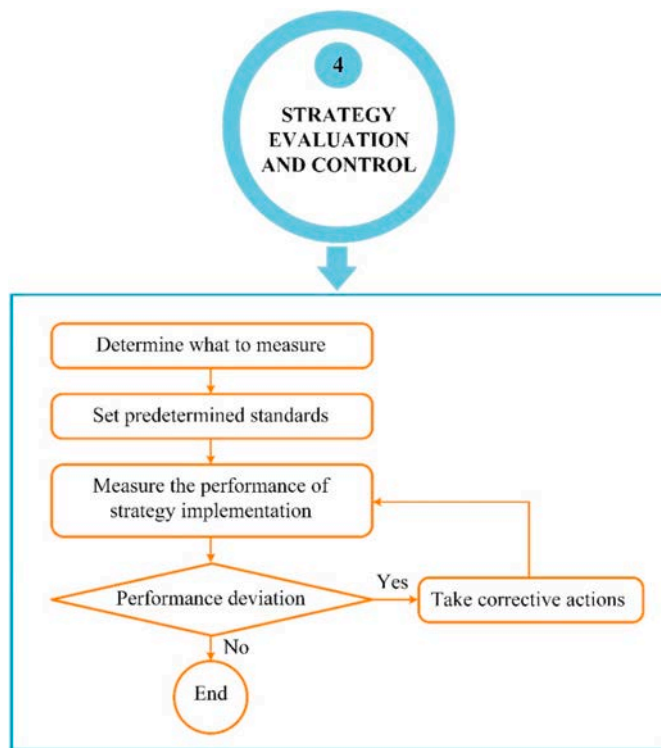 4
STRATEGY
EVALUATION
AND CONTROL
Determine what to measure
Set predetermined standards
Measure the performance of
strategy implementation
Performance deviation
Yes
Take corrective actions
No
End